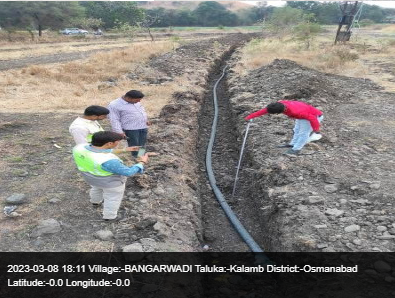 2023-03-08 18:11 Village:-BANGARWADI Taluka:-Kalamb District:-Osmanabad
Latitude:-0.0 Longitude:-0.0